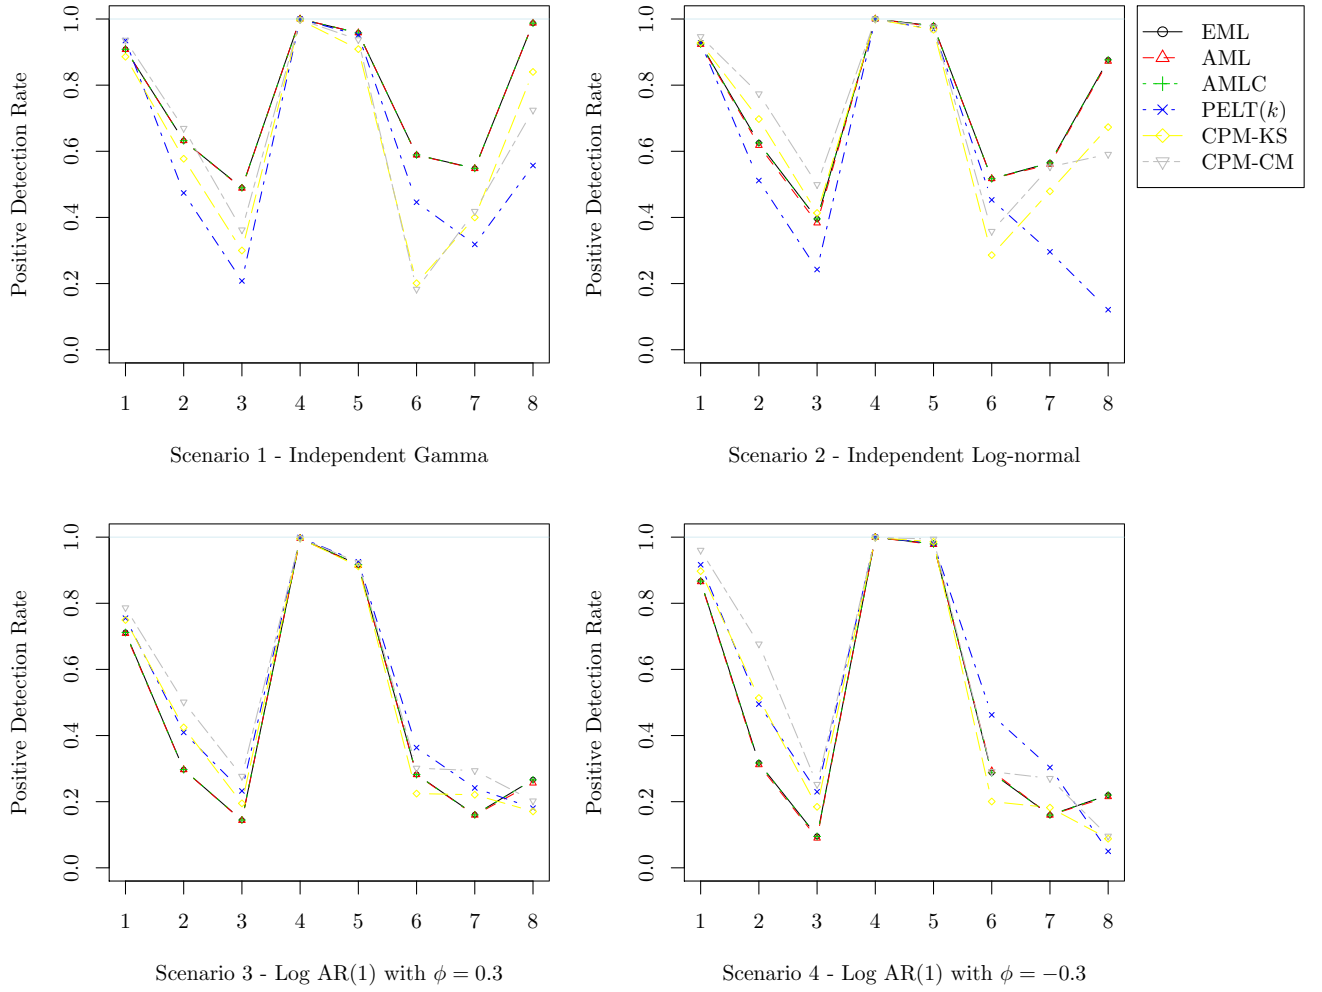 Positive Detection Rate
1.0
0.8
0.6
0.4
0.2
0.0
1 2 3 4 5 6 7 8
Scenario 1 - Independent Gamma
Positive Detection Rate
1.0
0.8
0.6
0.4
0.2
0.0
1 2 3 4 5 6 7 8
Scenario 2 - Independent Log-normal
EML
AML
AMLC
PELT(k)
CPM-KS
CPM-CM
Positive Detection Rate
1.0
0.8
0.6
0.4
0.2
0.0
1 2 3 4 5 6 7 8
Scenario 3 - Log AR(1) with ϕ = 0.3
Positive Detection Rate
1.0
0.8
0.6
0.4
0.2
0.0
1 2 3 4 5 6 7 8
Scenario 4 - Log AR(1) with ϕ = −0.3